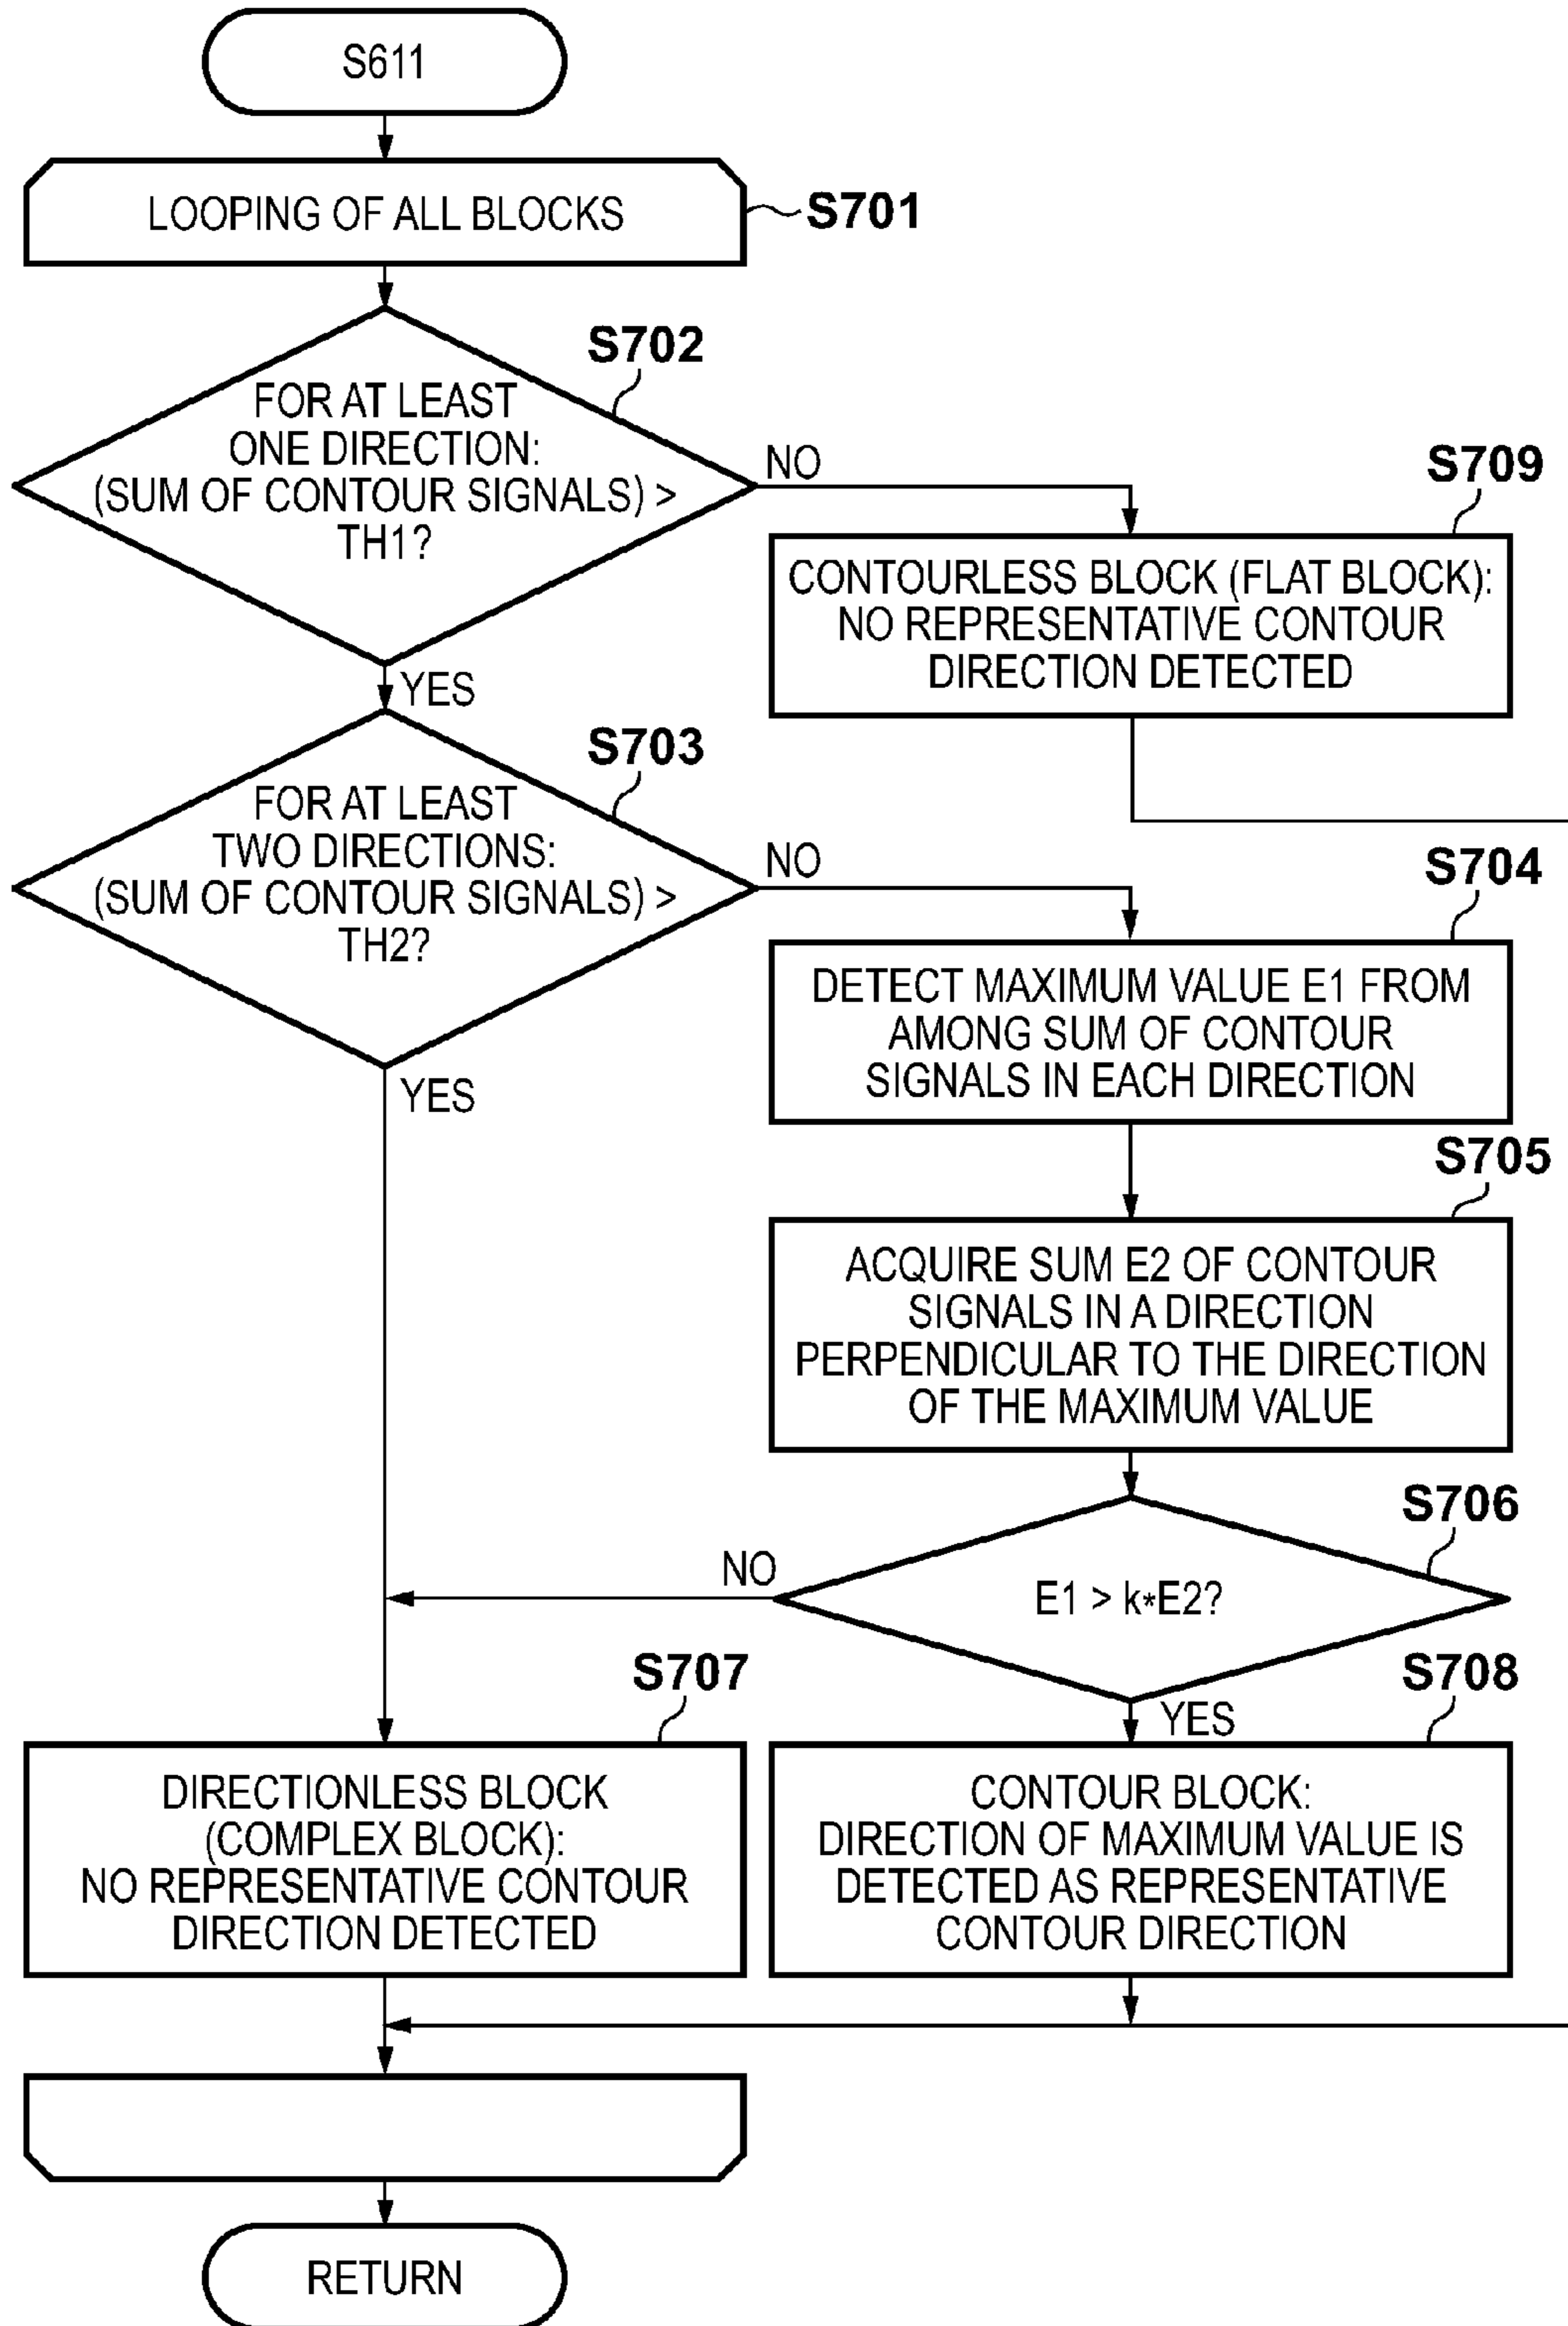 S611
LOOPING OF ALL BLOCKS
S701
S702
FOR AT LEAST
ONE DIRECTION:
(SUM OF CONTOUR SIGNALS) >
TH1?
NO
YES
S709
CONTOURLESS BLOCK (FLAT BLOCK):
NO REPRESENTATIVE CONTOUR
DIRECTION DETECTED
S703
FOR AT LEAST
TWO DIRECTIONS:
(SUM OF CONTOUR SIGNALS) >
TH2?
NO
YES
S704
DETECT MAXIMUM VALUE E1 FROM
AMONG SUM OF CONTOUR
SIGNALS IN EACH DIRECTION
S705
ACQUIRE SUM E2 OF CONTOUR
SIGNALS IN A DIRECTION
PERPENDICULAR TO THE DIRECTION
OF THE MAXIMUM VALUE
S706
E1 > k*E2?
NO
YES
S707
DIRECTIONLESS BLOCK
(COMPLEX BLOCK):
NO REPRESENTATIVE CONTOUR
DIRECTION DETECTED
S708
CONTOUR BLOCK:
DIRECTION OF MAXIMUM VALUE IS
DETECTED AS REPRESENTATIVE
CONTOUR DIRECTION
RETURN